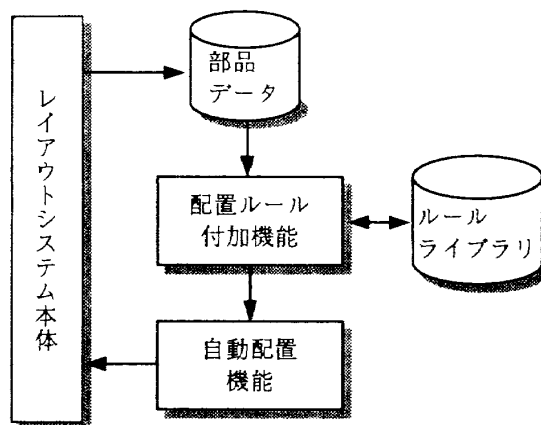 レイアウトシステム本体
部品
データ
配置ルール
付加機能
ルール
ライブラリ
自動配置
機能